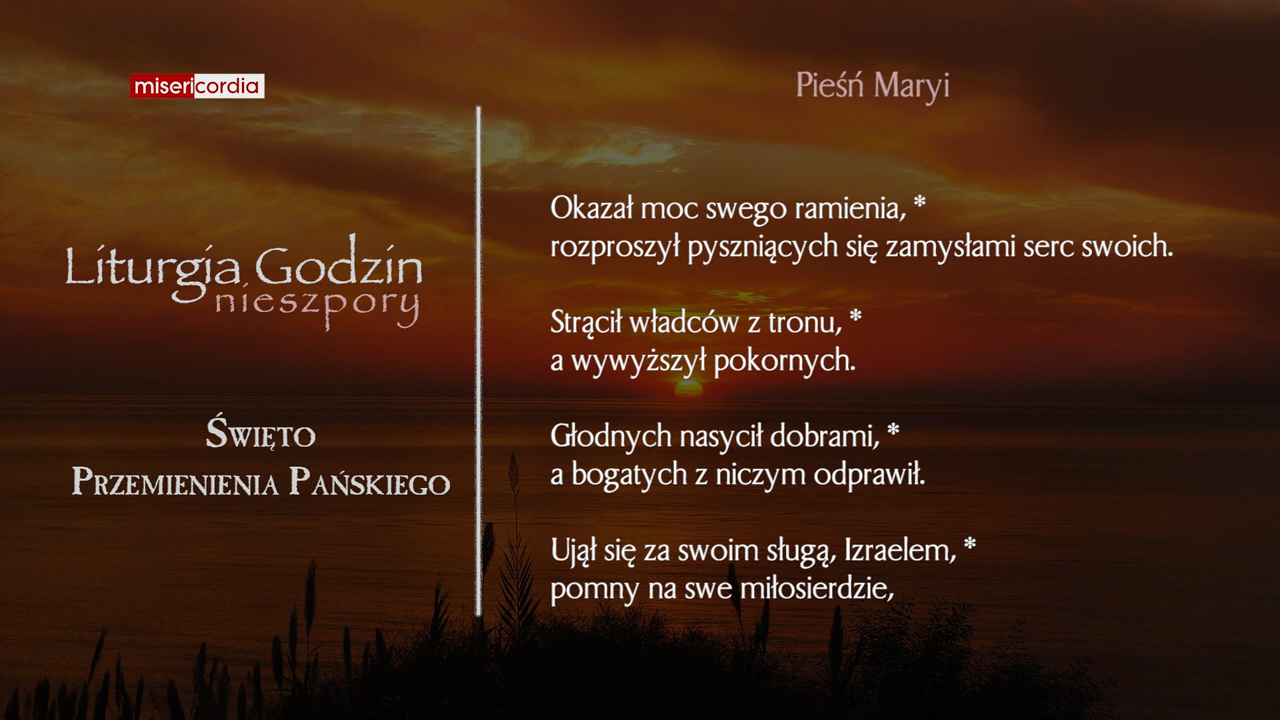 misericordia
Liturgia Godzin
nieszpory
Święto
Przemienienia Pańskiego
Pieśń Maryi
Okazał moc swego ramienia, *
rozproszył pyszniących się zamysłami serc swoich.
Strącił władców z tronu, *
a wywyższył pokornych.
Głodnych nasycił dobrami, *
a bogatych z niczym odprawił.
Ujął się za swoim sługą, Izraelem, *
pomny na swe miłosierdzie,